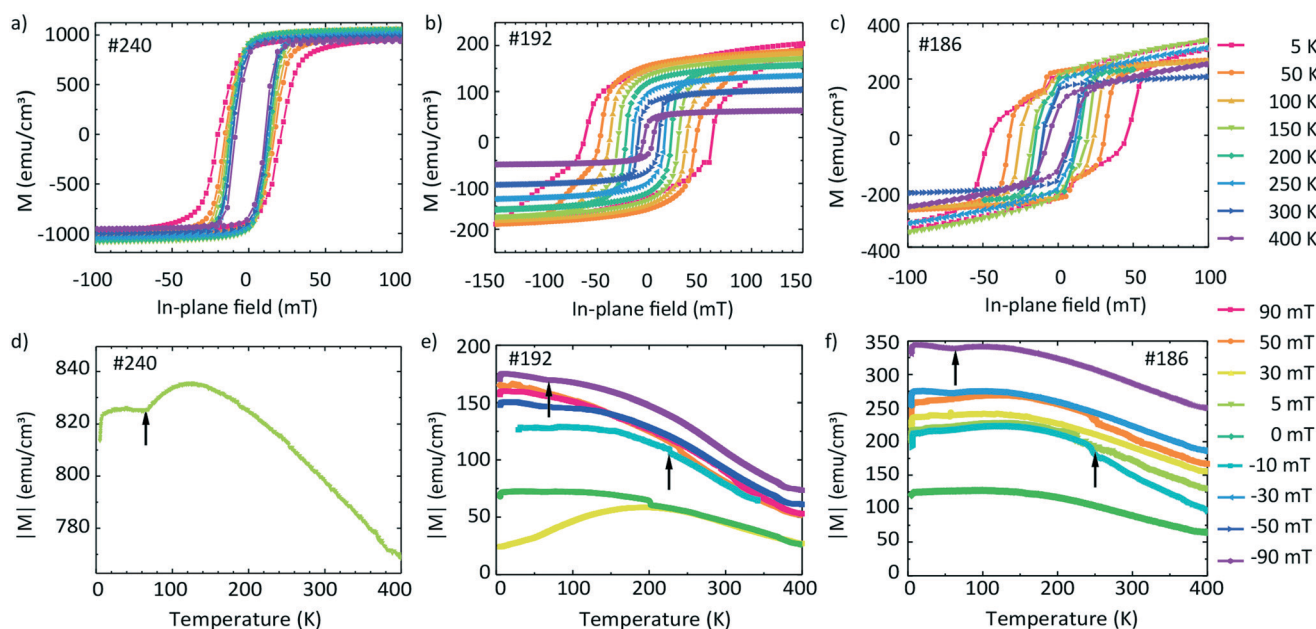 a)
#240
M (emu/cm³)
1000
500
0
-500
-1000
-100
-50
0
50
100
In-plane field (mT)
b)
#192
M (emu/cm³)
200
100
0
-100
-200
-150
-100
-50
0
50
100
150
In-plane field (mT)
c)
#186
M (emu/cm³)
400
200
0
-200
-400
-100
-50
0
50
100
In-plane field (mT)
5 K
50 K
100 K
150 K
200 K
250 K
300 K
400 K
d)
#240
|M| (emu/cm³)
840
820
800
780
0
100
200
300
400
Temperature (K)
e)
#192
|M| (emu/cm³)
200
150
100
50
0
0
100
200
300
400
Temperature (K)
f)
#186
|M| (emu/cm³)
350
300
250
200
150
100
50
0
0
100
200
300
400
Temperature (K)
90 mT
50 mT
30 mT
5 mT
0 mT
-10 mT
-30 mT
-50 mT
-90 mT